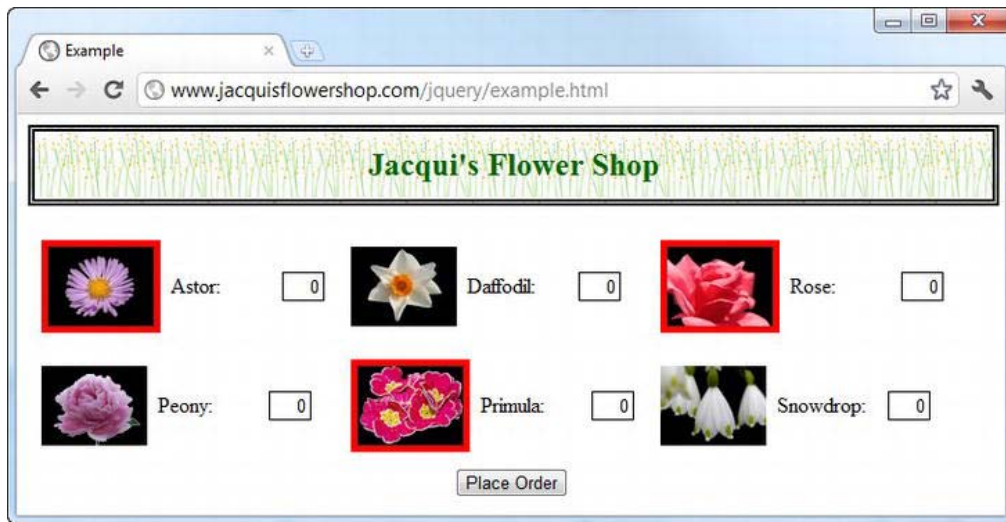 Example
www.jacquisflowershop.com/jquery/example.html
Jacqui's Flower Shop
Astor: 0 Daffodil: 0 Rose: 0
Peony: 0 Primula: 0 Snowdrop: 0
Place Order